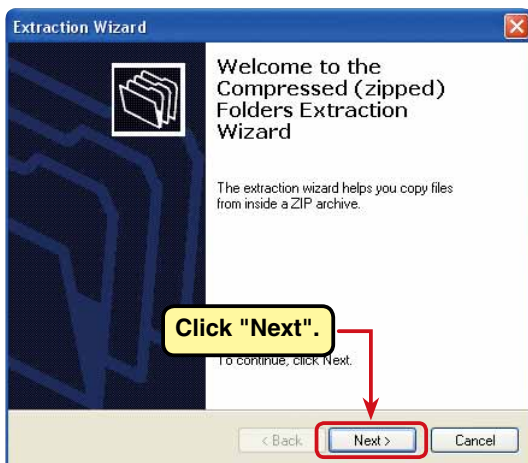 Extraction Wizard
Welcome to the
Compressed (zipped)
Folders Extraction
Wizard
The extraction wizard helps you copy files
from inside a ZIP archive.
Click "Next".
To continue, click Next.
< Back
Next >
Cancel